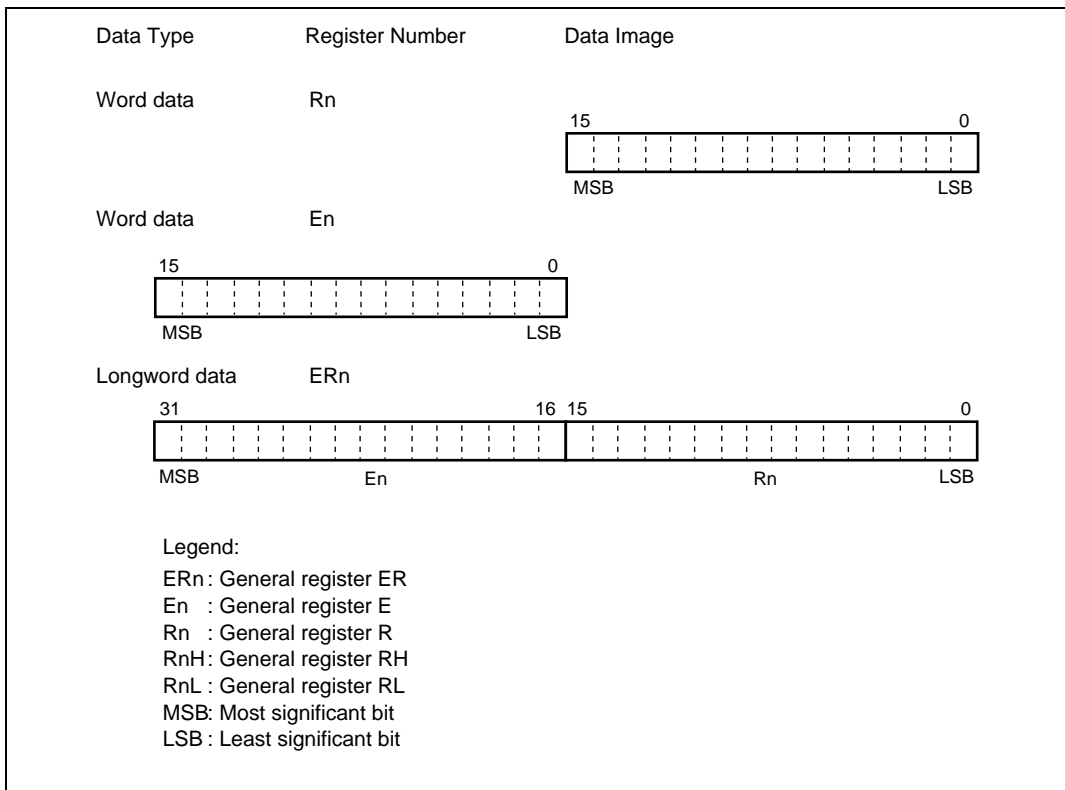 Data Type Register Number Data Image
Word data Rn
15 0
MSB LSB
Word data En
15 0
MSB LSB
Longword data ERn
31 16 15 0
MSB En Rn LSB
Legend:
ERn : General register ER
En : General register E
Rn : General register R
RnH : General register RH
RnL : General register RL
MSB: Most significant bit
LSB : Least significant bit